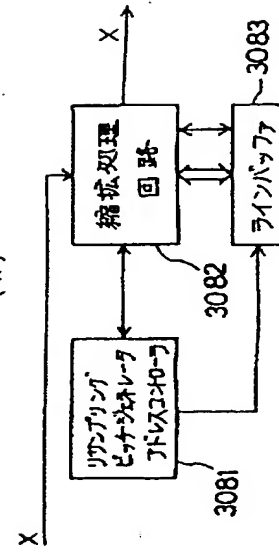 X
X
リサンプリング
ピッチジェネレータ
アドレスコントローラ
3081
縮拡処理
回路
3082
ラインバッファ
3083